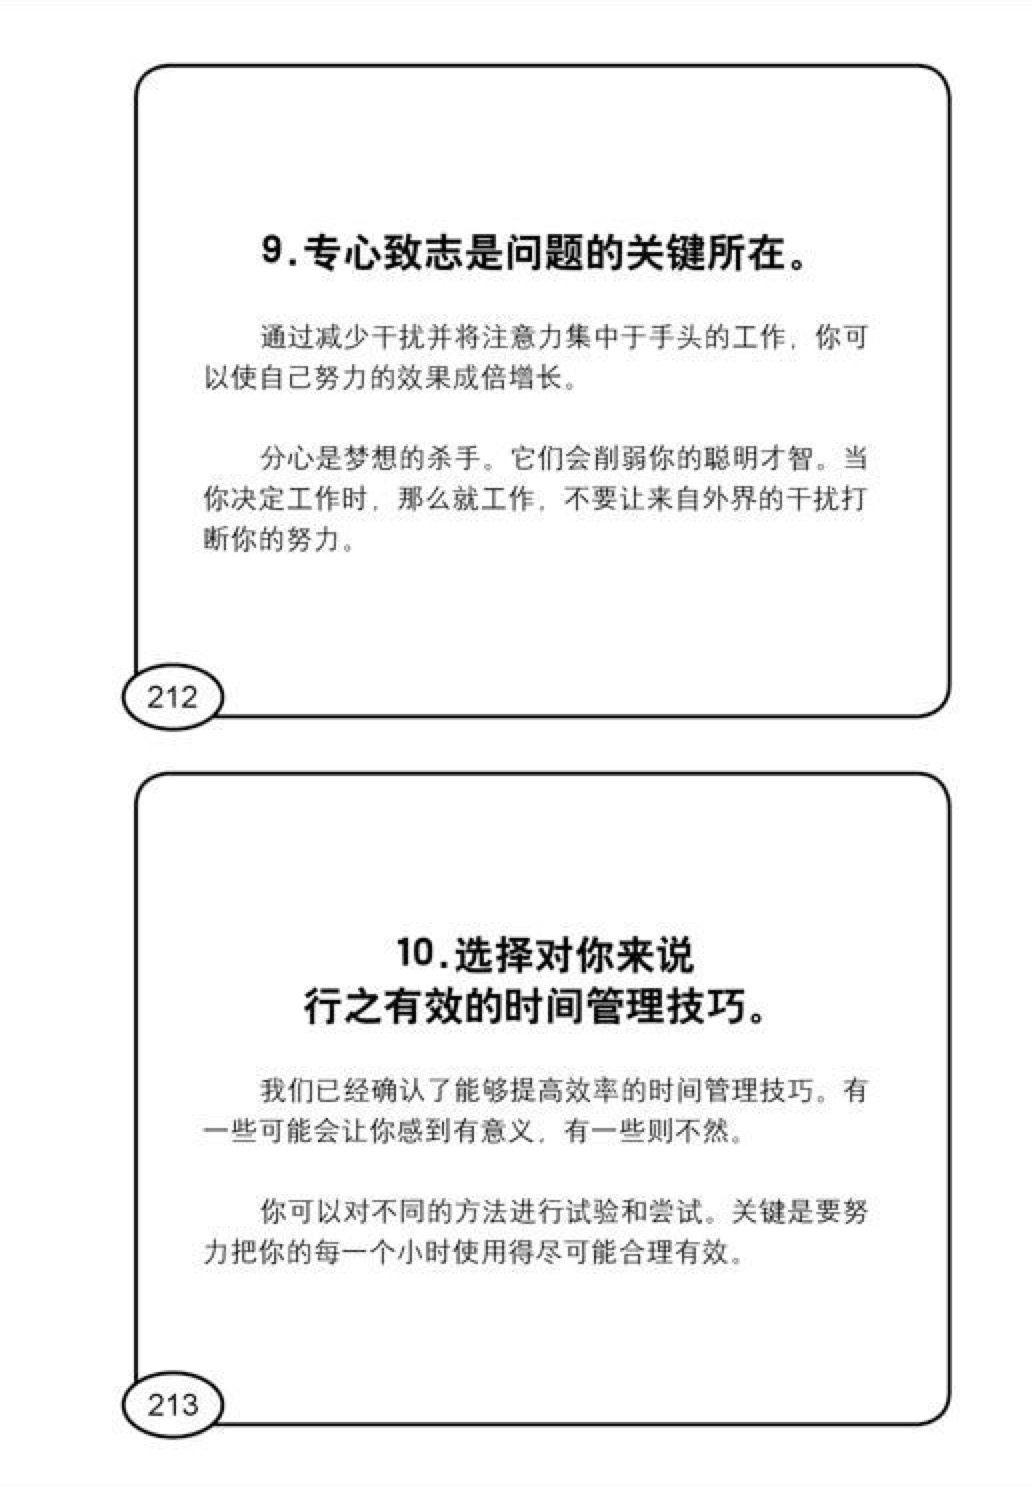 9.专心致志是问题的关键所在。
通过减少干扰并将注意力集中于手头的工作，你可
以使自己努力的效果成倍增长。
分心是梦想的杀手。它们会削弱你的聪明才智。当
你决定工作时，那么就工作，不要让来自外界的干扰打
断你的努力。
212
10.选择对你来说
行之有效的时间管理技巧。
我们已经确认了能够提高效率的时间管理技巧。有
一些可能会让你感到有意义，有一些则不然。
你可以对不同的方法进行试验和尝试。关键是要努
力把你的每一个小时使用得尽可能合理有效。
213